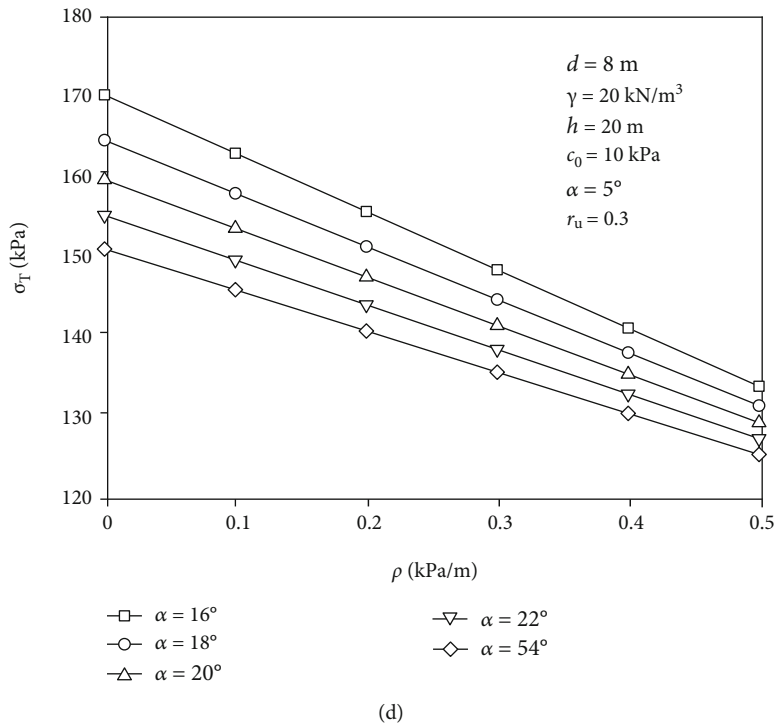 180
170
160
150
140
130
120
σT (kPa)
d = 8 m
γ = 20 kN/m³
h = 20 m
c₀ = 10 kPa
α = 5°
rᵤ = 0.3
0 0.1 0.2 0.3 0.4 0.5
ρ (kPa/m)
α = 16°
α = 18°
α = 20°
α = 22°
α = 54°
(d)